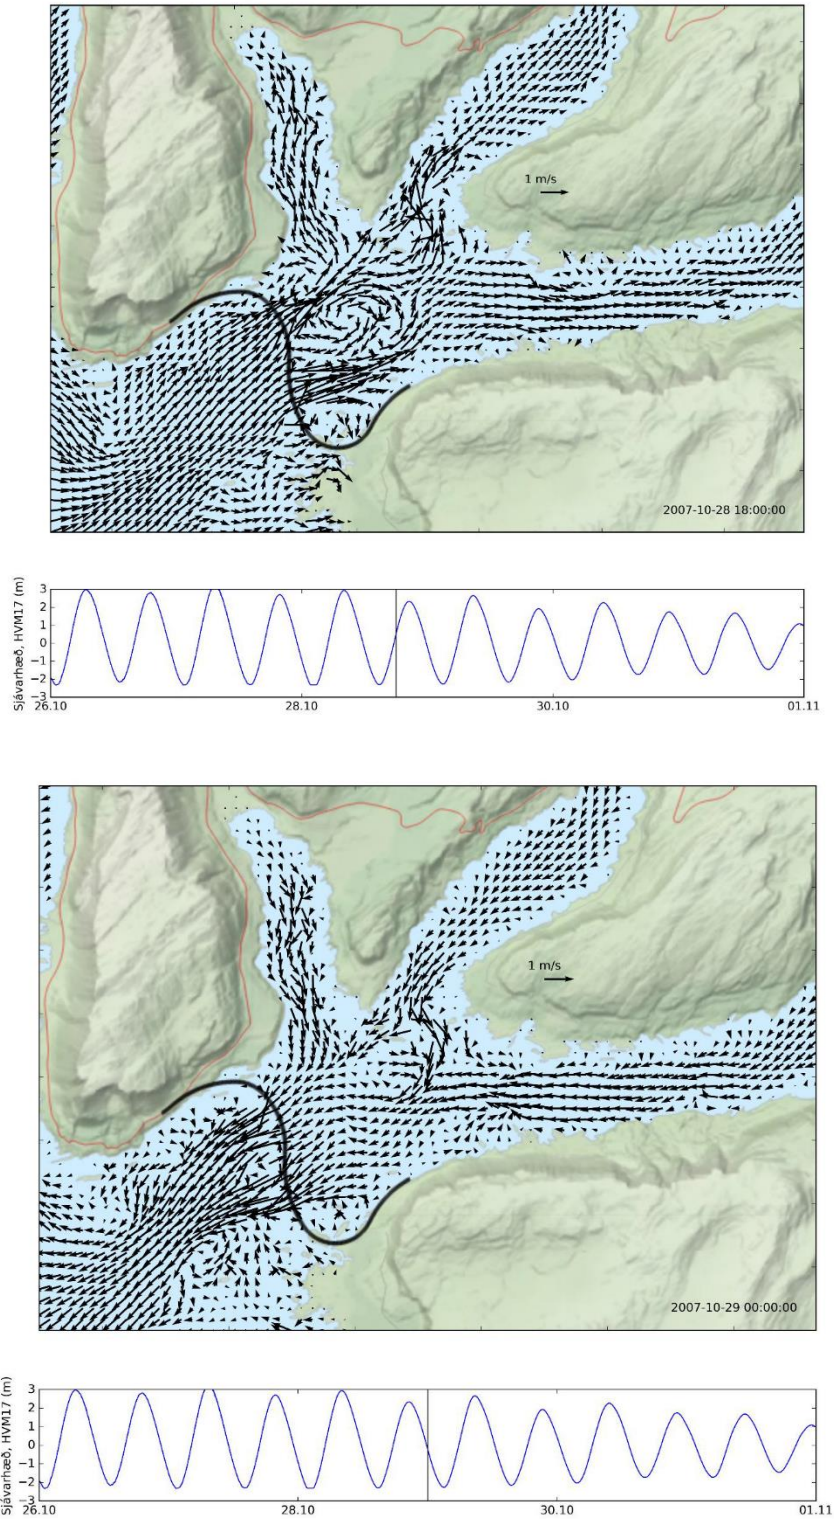 1 m/s
2007-10-28 18:00:00
Sjávarhæð, HVM17 (m)
3
2
1
0
−1
−2
−3
26.10 28.10 30.10 01.11
1 m/s
2007-10-29 00:00:00
Sjávarhæð, HVM17 (m)
3
2
1
0
−1
−2
−3
26.10 28.10 30.10 01.11